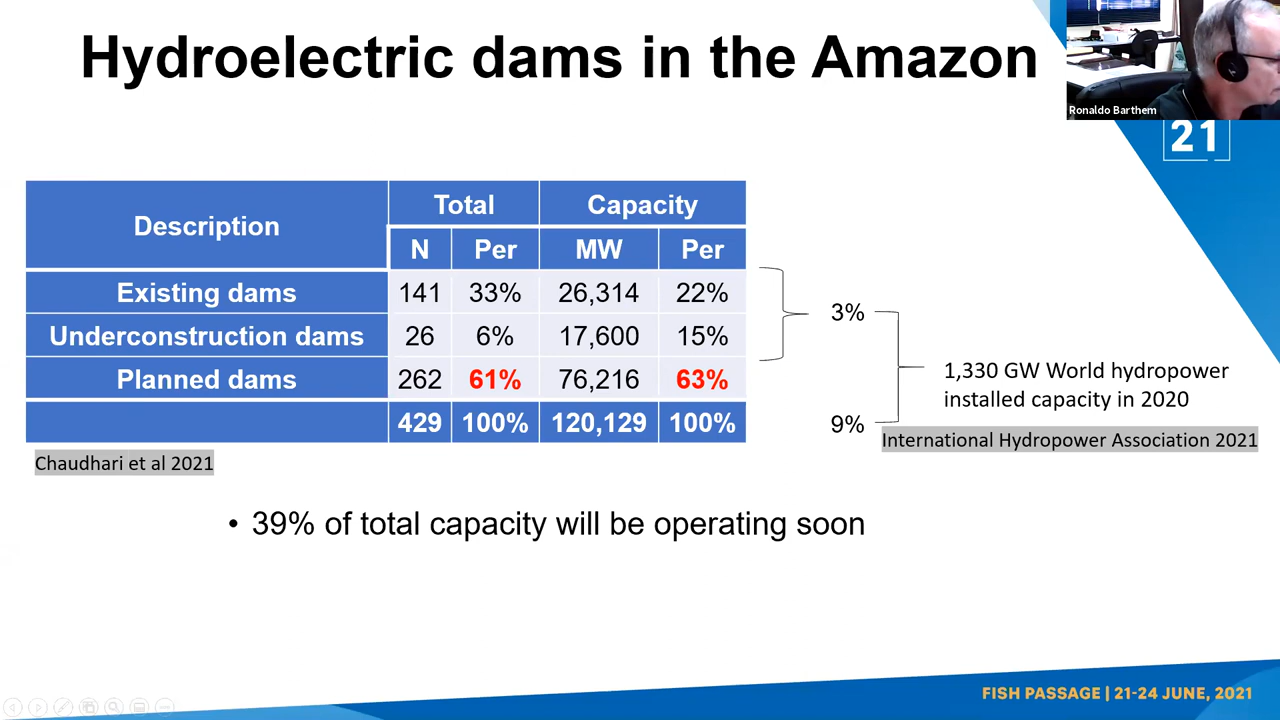 Hydroelectric dams in the Amazon
Ronaldo Barthem
21
Description Total Capacity
N Per MW Per
Existing dams 141 33% 26,314 22%
Underconstruction dams 26 6% 17,600 15%
Planned dams 262 61% 76,216 63%
429 100% 120,129 100%
3%
1,330 GW World hydropower
installed capacity in 2020
9%
International Hydropower Association 2021
Chaudhari et al 2021
• 39% of total capacity will be operating soon
FISH PASSAGE | 21-24 JUNE, 2021